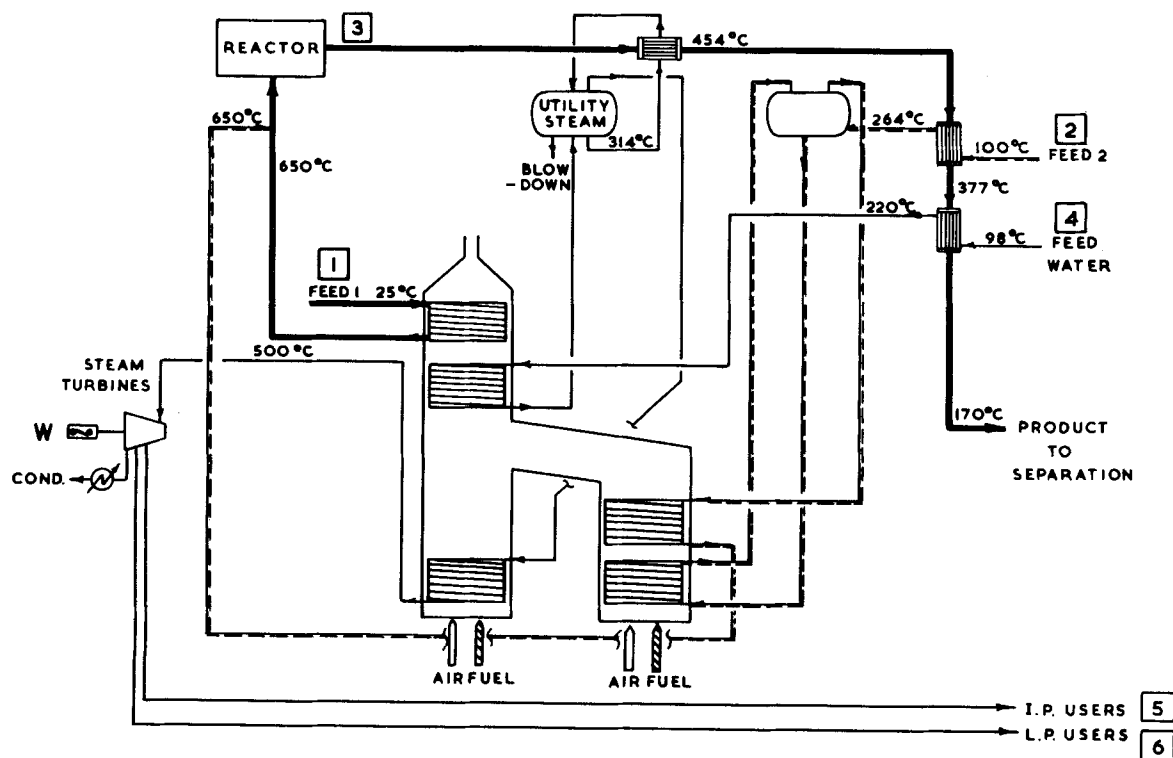 3
REACTOR
454°C
UTILITY
STEAM
650°C
264°C
2
314°C
100°C
FEED 2
650°C
BLOW
-DOWN
377°C
220°C
4
1
98°C
FEED
WATER
FEED 1 25°C
500°C
STEAM
TURBINES
170°C
PRODUCT
TO
SEPARATION
W
COND.
AIR FUEL
AIR FUEL
I.P. USERS 5
L.P. USERS 6